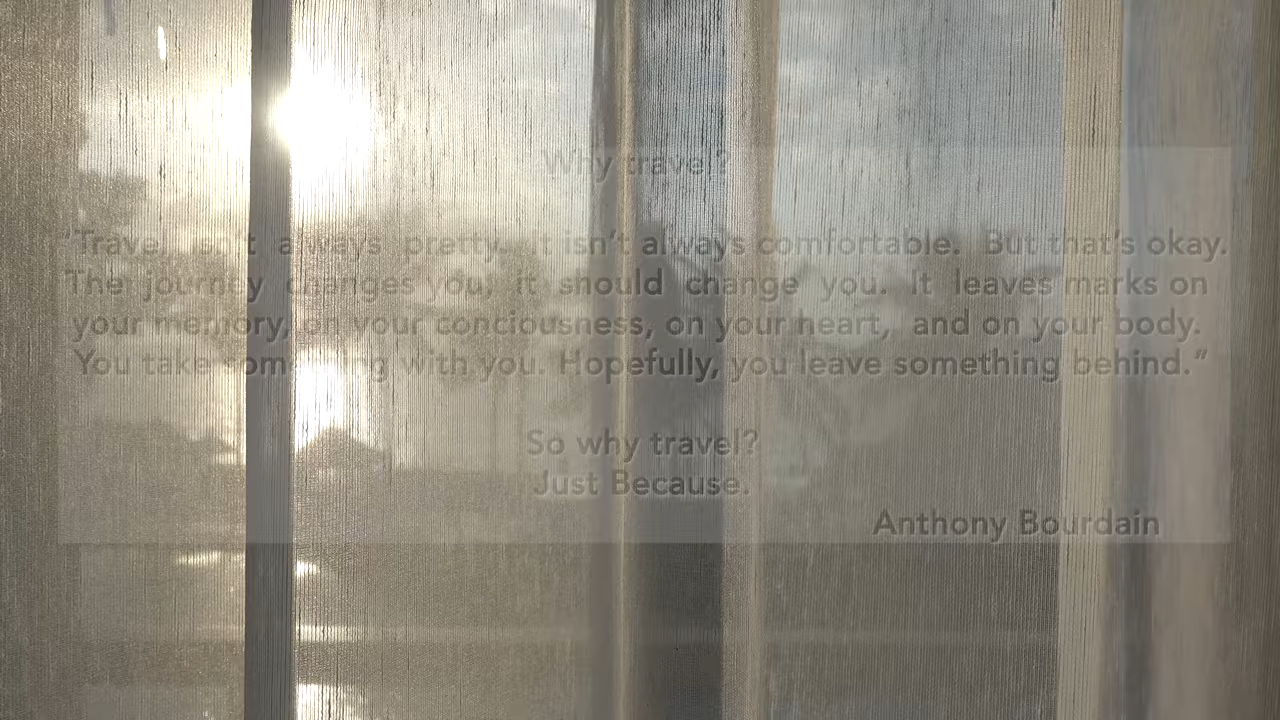 Why travel?
“Travel isn’t always pretty. It isn’t always comfortable. But that’s okay.
The journey changes you; it should change you. It leaves marks on
your memory, on your conciousness, on your heart, and on your body.
You take something with you. Hopefully, you leave something behind.”
So why travel?
Just Because.
Anthony Bourdain